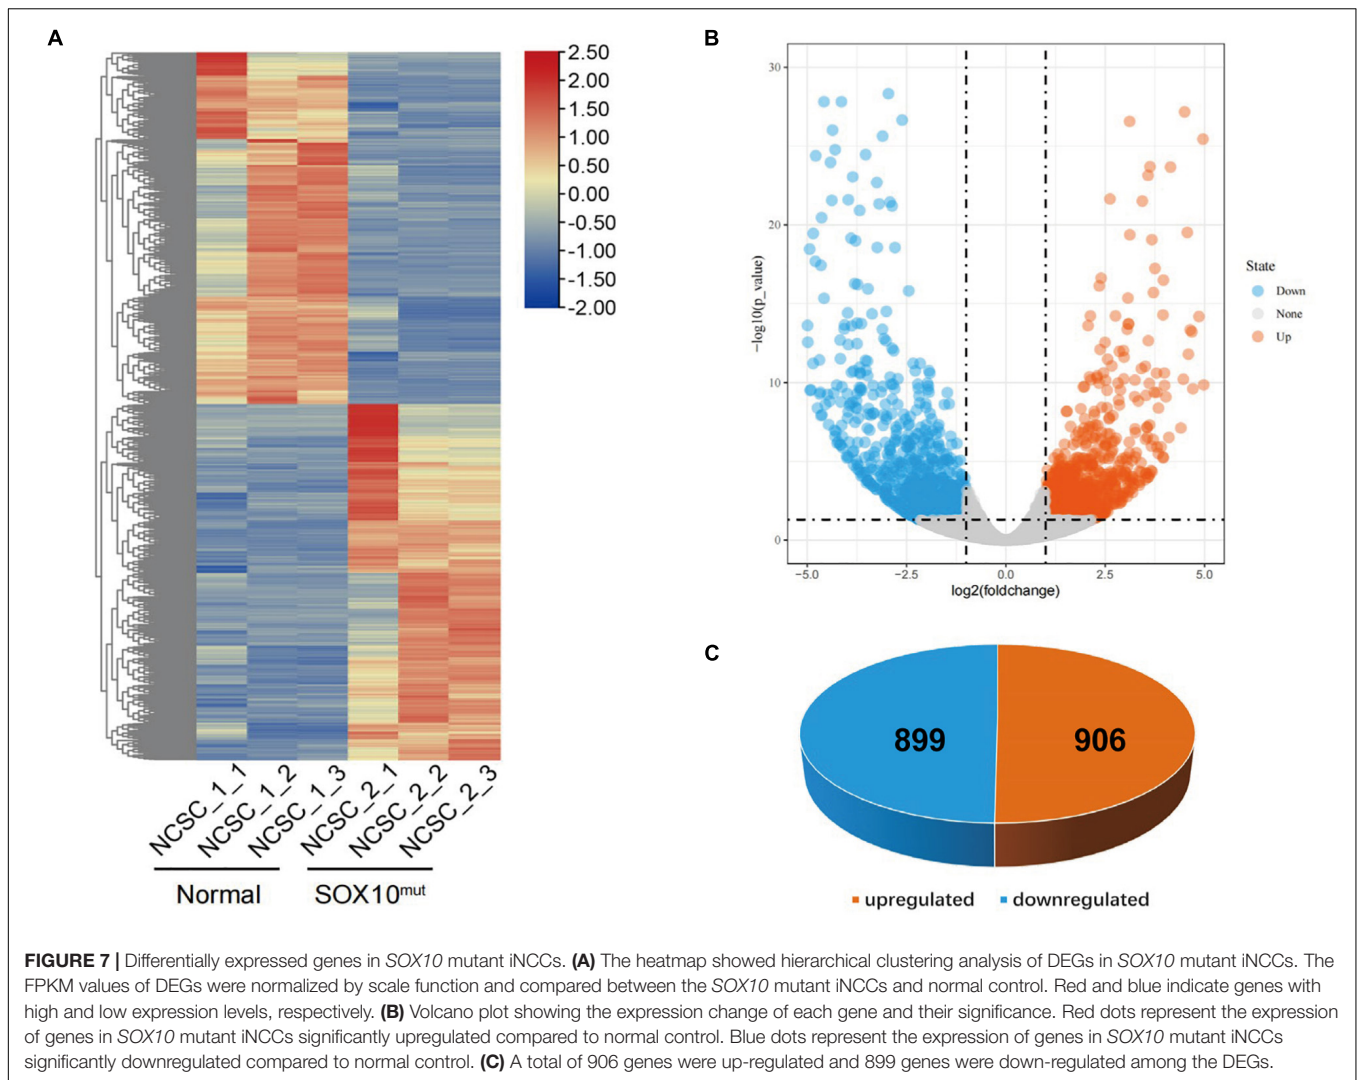 A
2.50
2.00
1.50
1.00
0.50
0.00
-0.50
-1.00
-1.50
-2.00
NCSC_1_1
NCSC_1_2
NCSC_1_3
NCSC_2_1
NCSC_2_2
NCSC_2_3
Normal
SOX10mut
B
30
20
10
0
−log10(p_value)
−5.0
−2.5
0.0
2.5
5.0
log2(foldchange)
State
Down
None
Up
C
899
906
upregulated
downregulated
FIGURE 7 | Differentially expressed genes in SOX10 mutant iNCCs. (A) The heatmap showed hierarchical clustering analysis of DEGs in SOX10 mutant iNCCs. The
FPKM values of DEGs were normalized by scale function and compared between the SOX10 mutant iNCCs and normal control. Red and blue indicate genes with
high and low expression levels, respectively. (B) Volcano plot showing the expression change of each gene and their significance. Red dots represent the expression
of genes in SOX10 mutant iNCCs significantly upregulated compared to normal control. Blue dots represent the expression of genes in SOX10 mutant iNCCs
significantly downregulated compared to normal control. (C) A total of 906 genes were up-regulated and 899 genes were down-regulated among the DEGs.